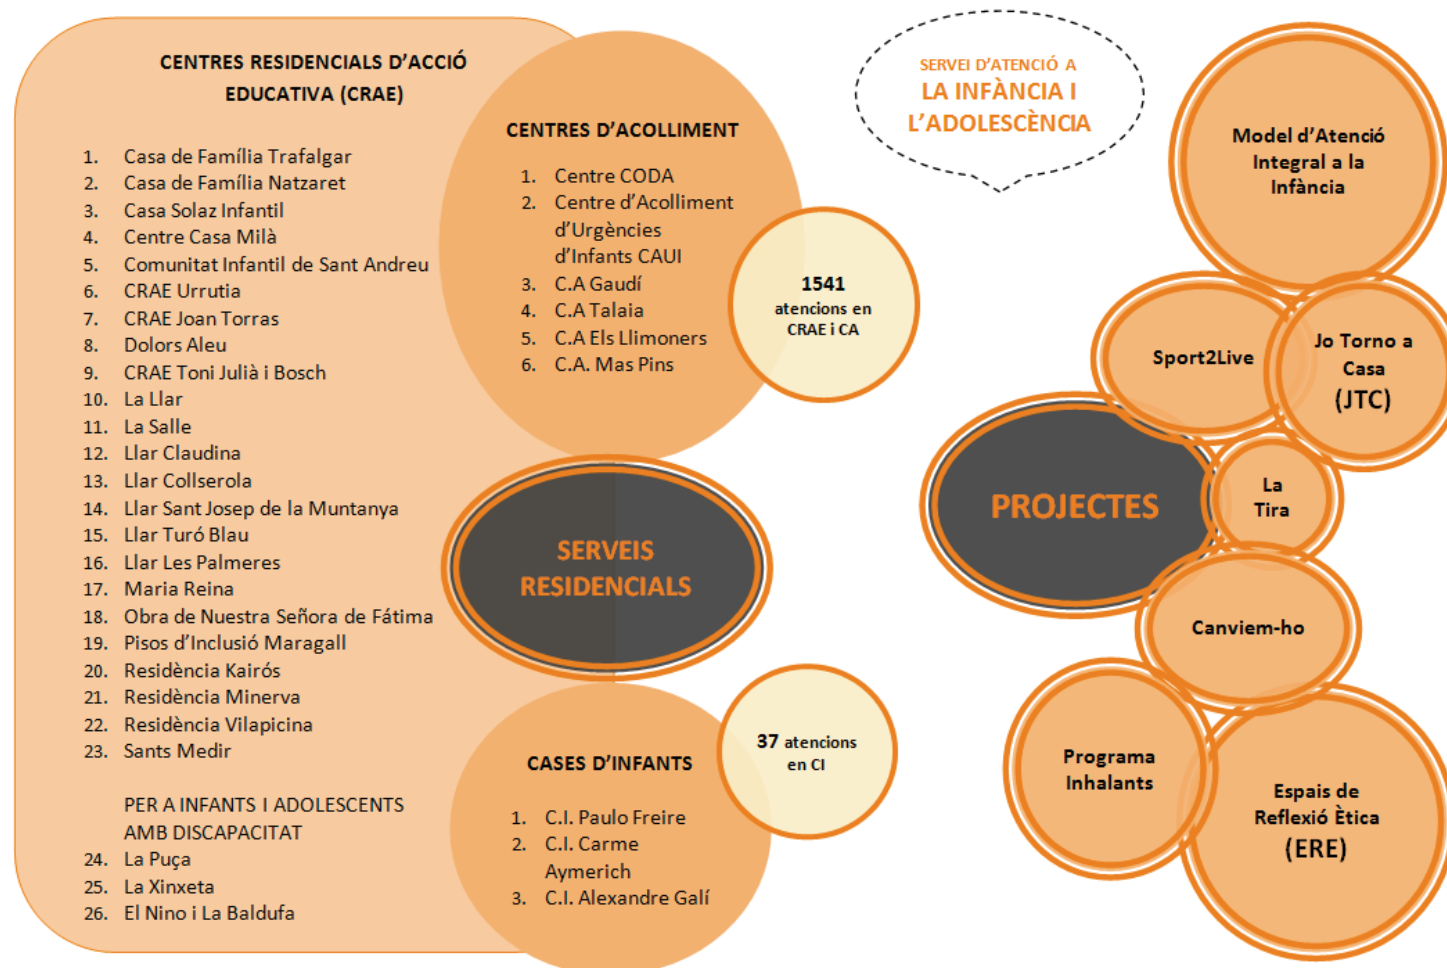 CENTRES RESIDENCIALS D'ACCIÓ
EDUCATIVA (CRAE)
1. Casa de Família Trafalgar
2. Casa de Família Natzaret
3. Casa Solaz Infantil
4. Centre Casa Milà
5. Comunitat Infantil de Sant Andreu
6. CRAE Urrutia
7. CRAE Joan Torras
8. Dolors Aleu
9. CRAE Toni Julià i Bosch
10. La Llar
11. La Salle
12. Llar Claudina
13. Llar Collserola
14. Llar Sant Josep de la Muntanya
15. Llar Turó Blau
16. Llar Les Palmeres
17. Maria Reina
18. Obra de Nuestra Señora de Fátima
19. Pisos d'Inclusió Maragall
20. Residència Kairós
21. Residència Minerva
22. Residència Vilapicina
23. Sants Medir
PER A INFANTS I ADOLESCENTS
AMB DISCAPACITAT
24. La Puça
25. La Xinxeta
26. El Nino i La Baldufa
CENTRES D'ACOLLIMENT
1. Centre CODA
2. Centre d'Acolliment
d'Urgències
d'Infants CAUI
3. C.A Gaudí
4. C.A Talaia
5. C.A Els Llimoners
6. C.A. Mas Pins
1541
atencions en
CRAE i CA
SERVEIS
RESIDENCIALS
CASES D'INFANTS
1. C.I. Paulo Freire
2. C.I. Carme
Aymerich
3. C.I. Alexandre Galí
37 atencions
en CI
SERVEI D'ATENCIÓ A
LA INFÀNCIA I
L'ADOLESCÈNCIA
PROJECTES
Model d'Atenció
Integral a la
Infància
Sport2Live
Jo Torno a
Casa
(JTC)
La
Tira
Canviem-ho
Programa
Inhalants
Espais de
Reflexió Ètica
(ERE)